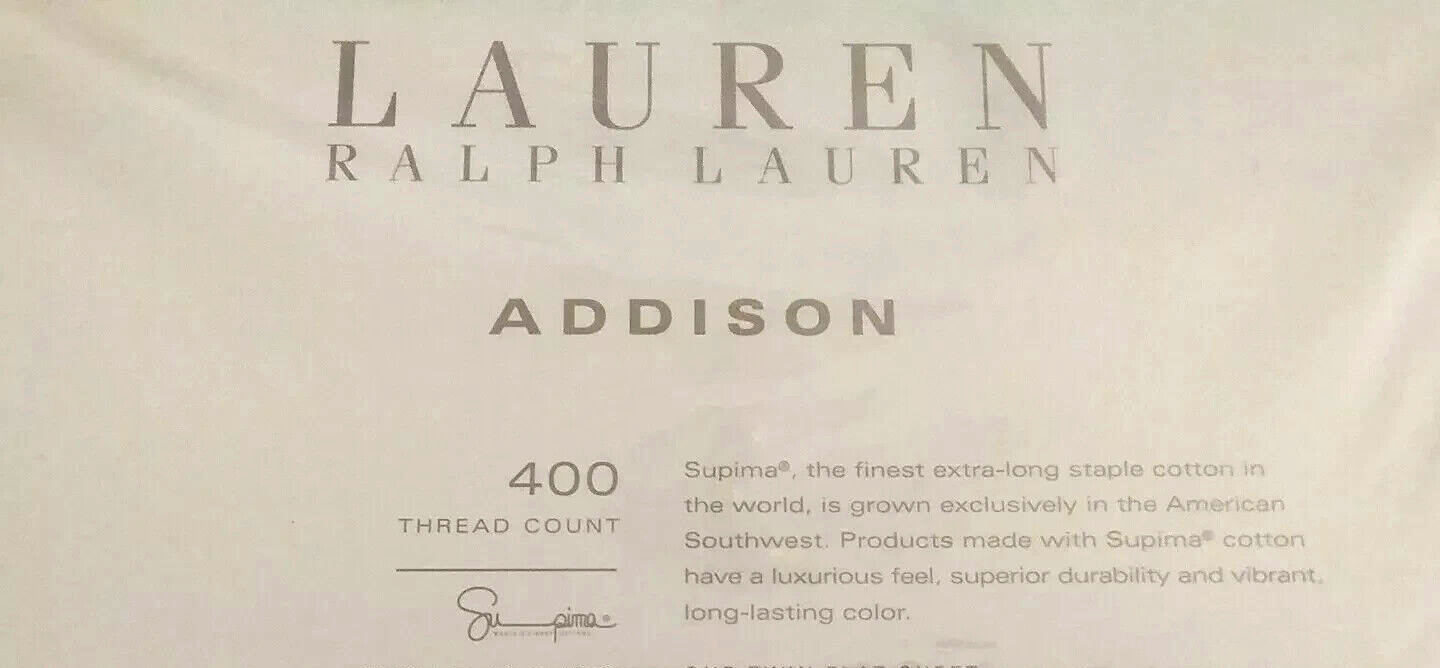 LAUREN
RALPH LAUREN
ADDISON
400
THREAD COUNT
Supima®, the finest extra-long staple cotton in
the world, is grown exclusively in the American
Southwest. Products made with Supima® cotton
have a luxurious feel, superior durability and vibrant,
long-lasting color.
Supima®